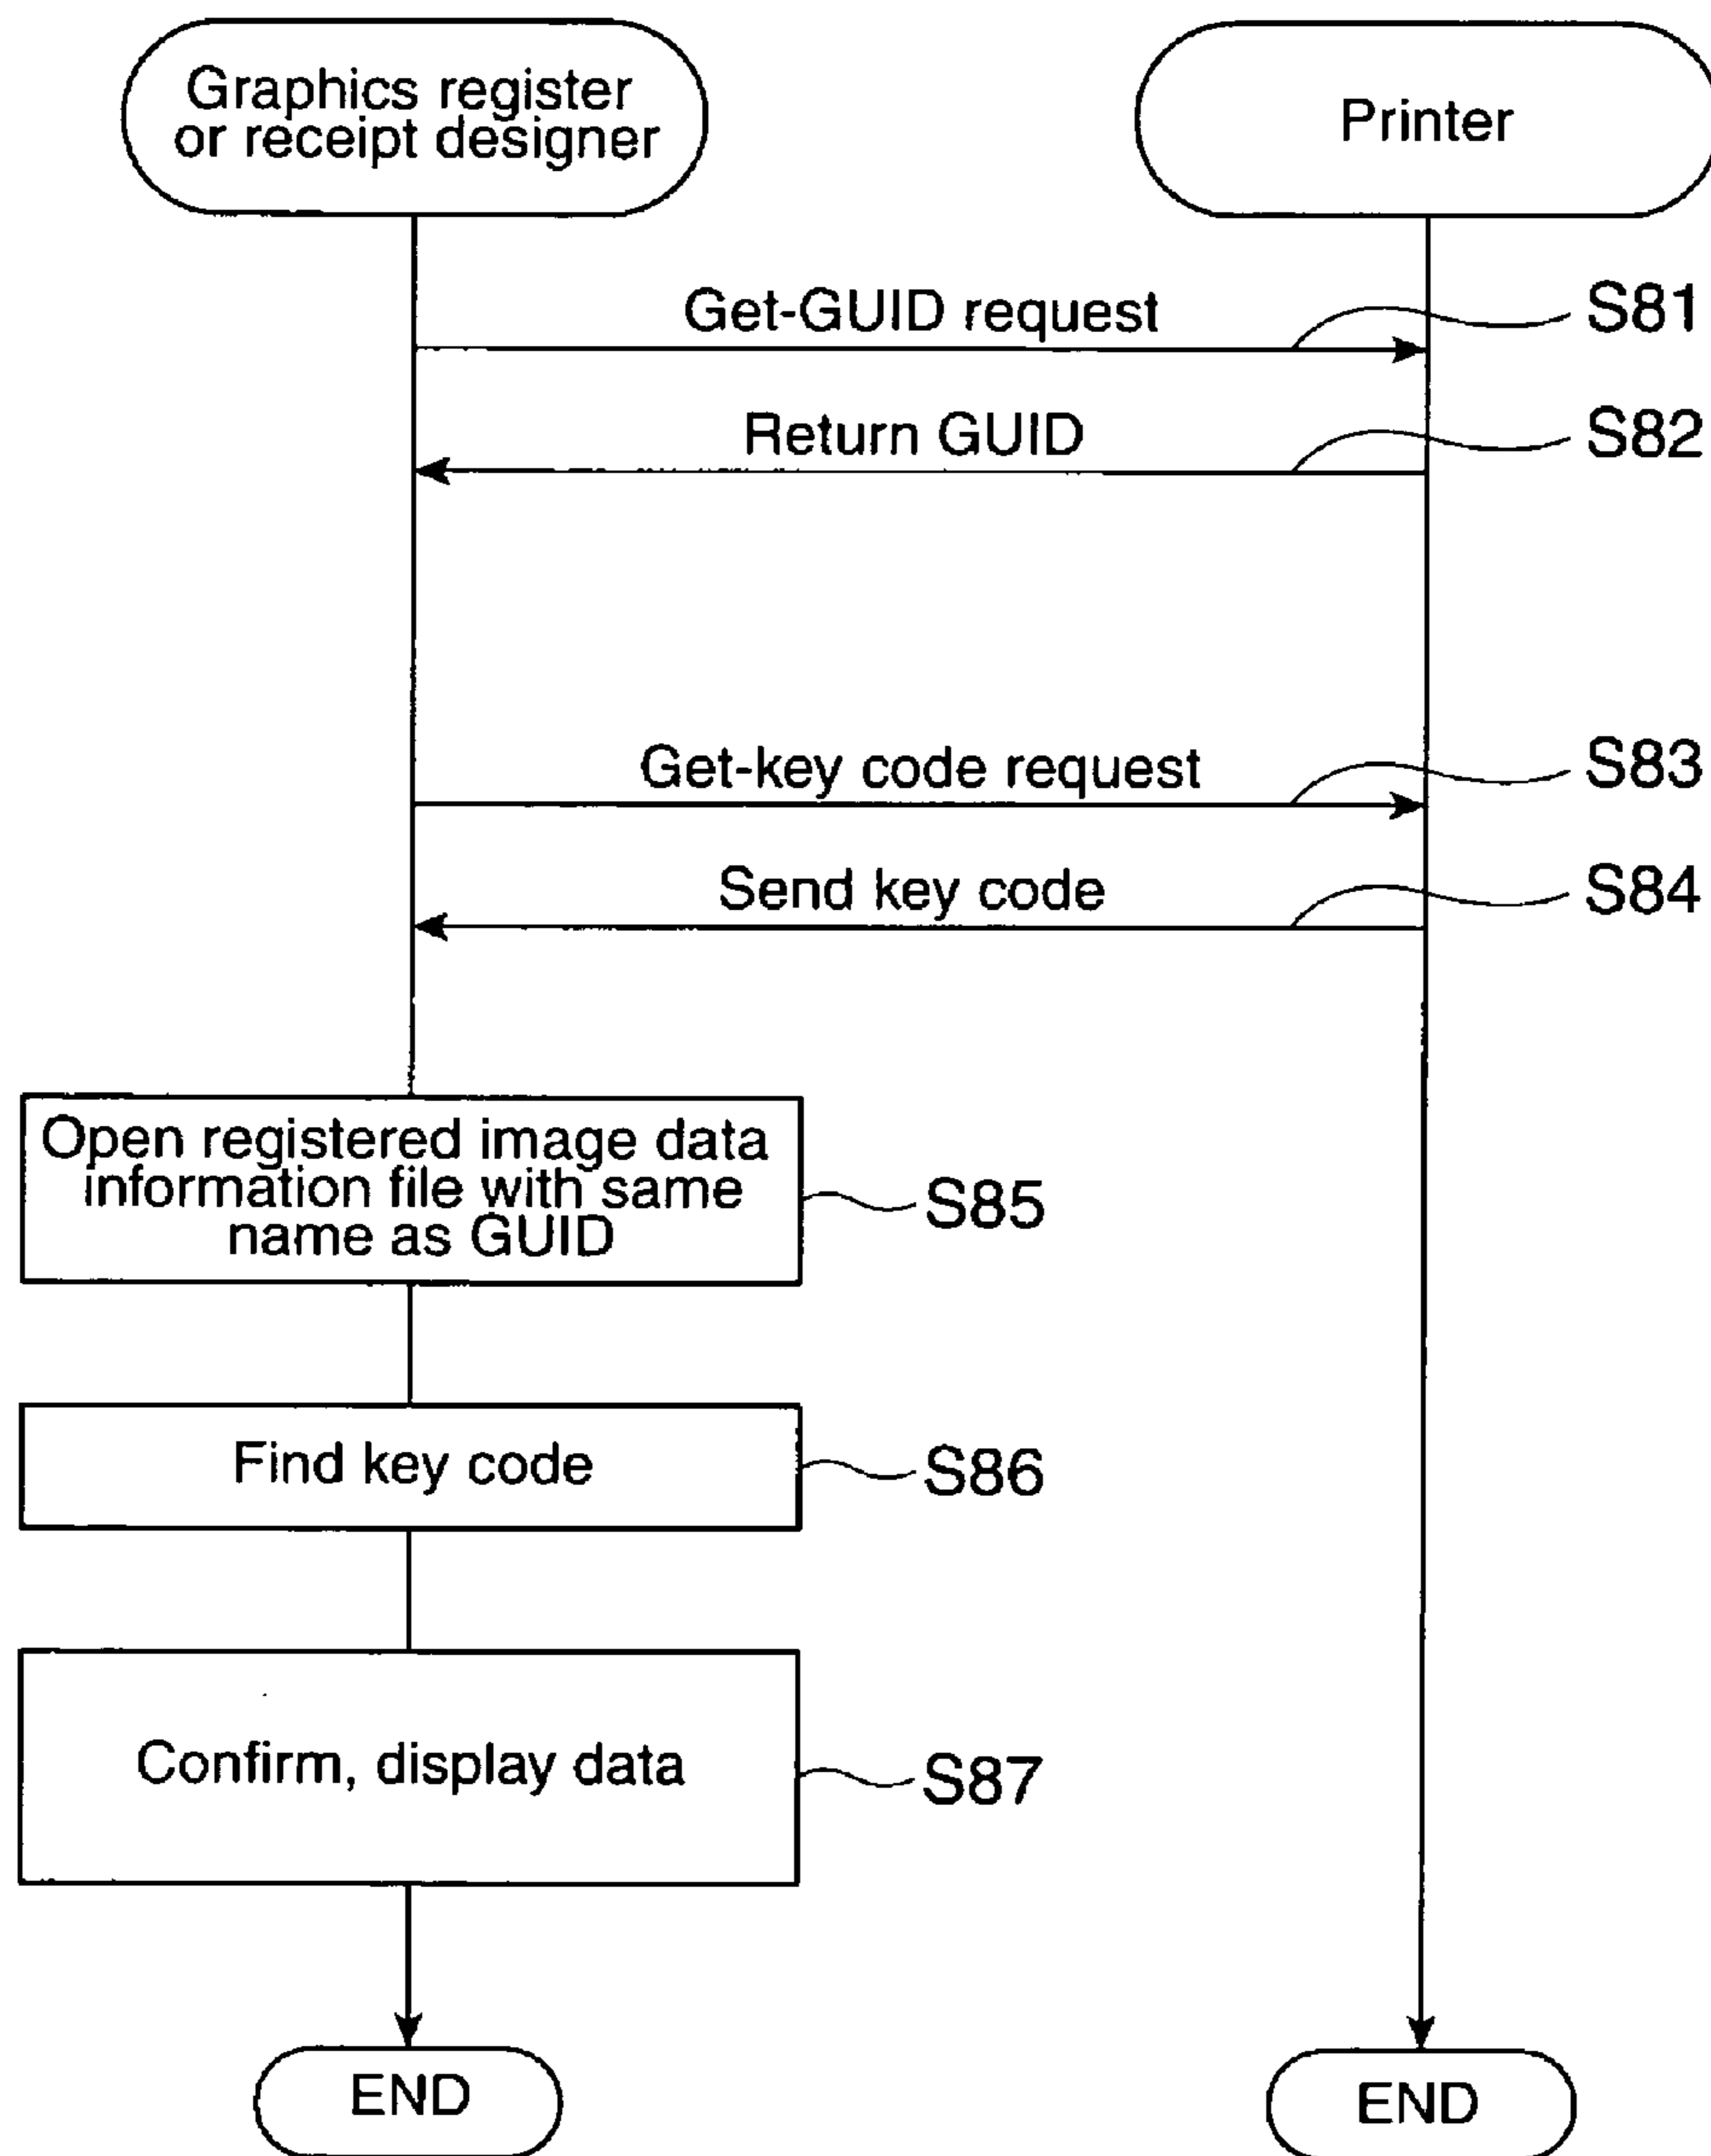 Graphics register
or receipt designer
Printer
Get-GUID request
S81
Return GUID
S82
Get-key code request
S83
Send key code
S84
Open registered image data
information file with same
name as GUID
S85
Find key code
S86
Confirm, display data
S87
END
END